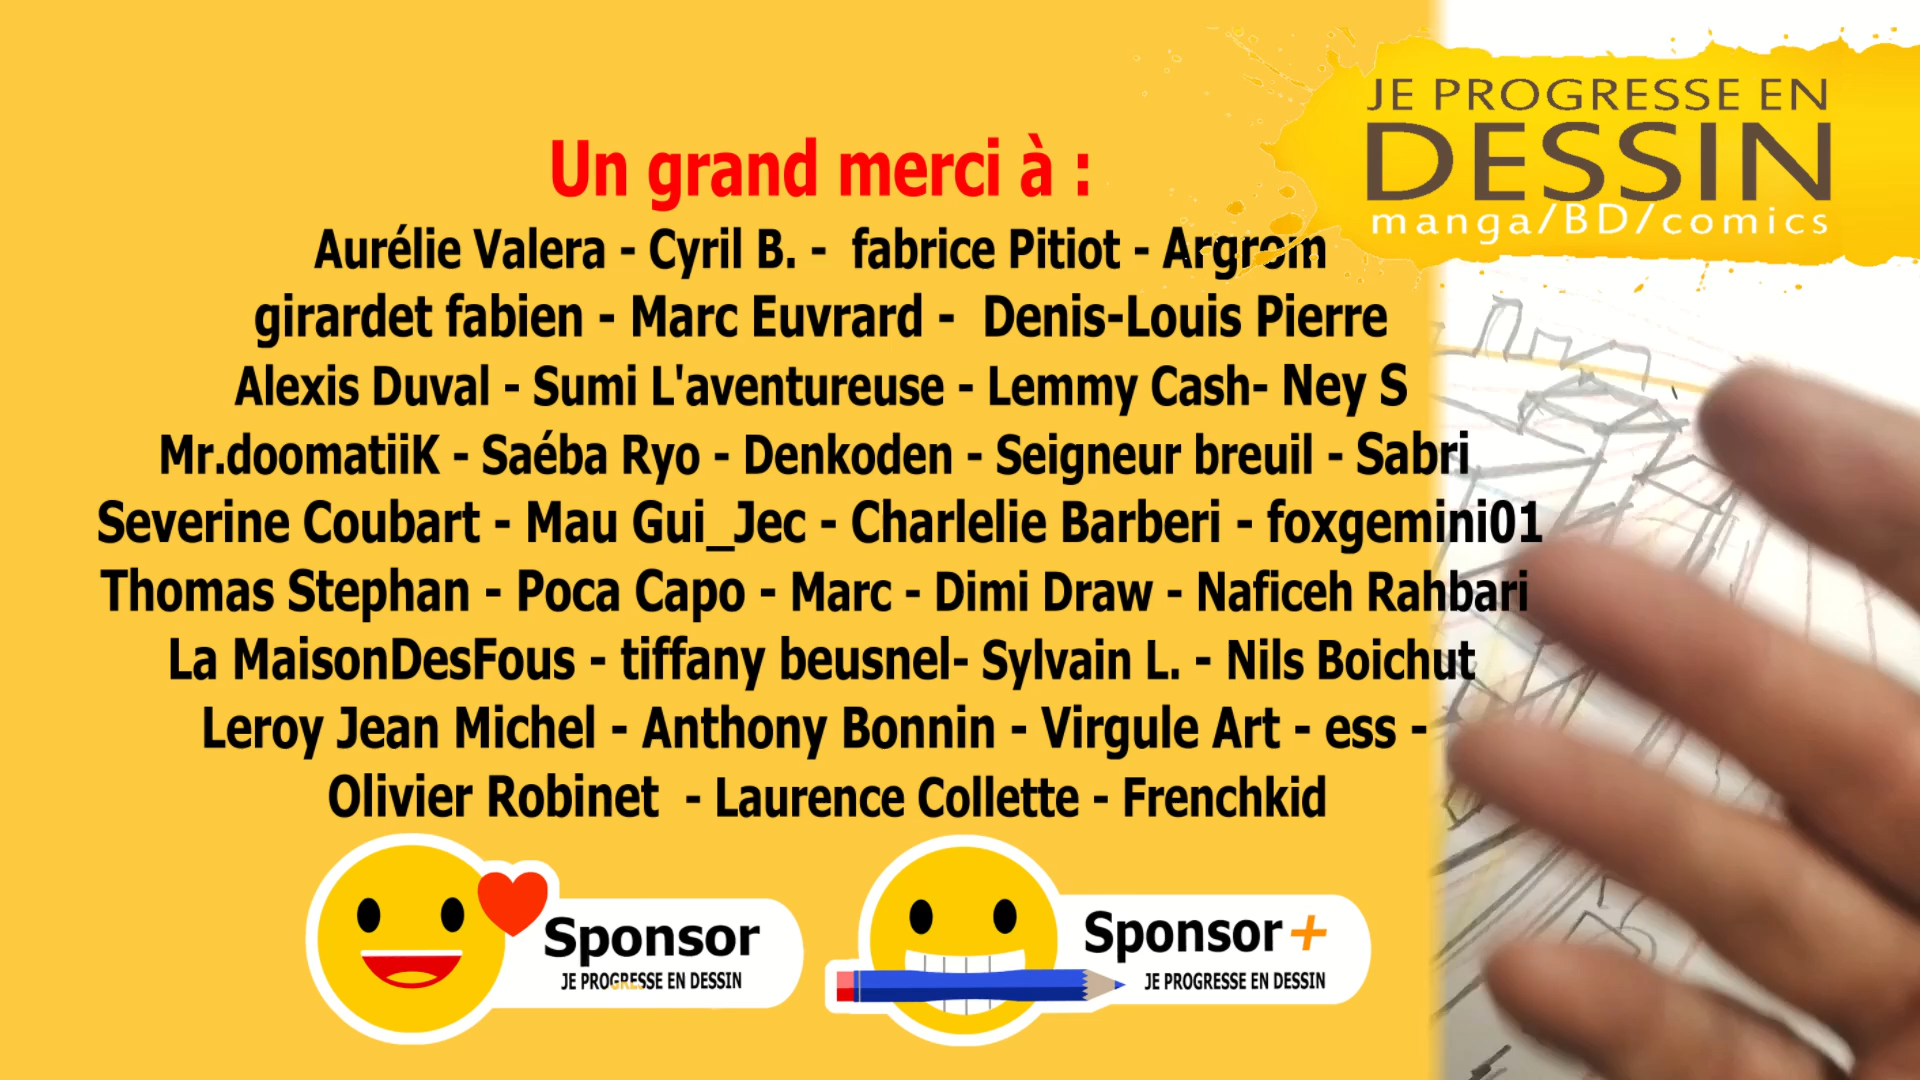 JE PROGRESSE EN
DESSIN
manga/BD/comics
Un grand merci à :
Aurélie Valera - Cyril B. - fabrice Pitiot - Argrom
girardet fabien - Marc Euvrard - Denis-Louis Pierre
Alexis Duval - Sumi L'aventureuse - Lemmy Cash- Ney S
Mr.doomatiiK - Saéba Ryo - Denkoden - Seigneur breuil - Sabri
Severine Coubart - Mau Gui_Jec - Charlelie Barberi - foxgemini01
Thomas Stephan - Poca Capo - Marc - Dimi Draw - Naficeh Rahbari
La MaisonDesFous - tiffany beusnel- Sylvain L. - Nils Boichut
Leroy Jean Michel - Anthony Bonnin - Virgule Art - ess -
Olivier Robinet - Laurence Collette - Frenchkid
Sponsor
JE PROGRESSE EN DESSIN
Sponsor+
JE PROGRESSE EN DESSIN